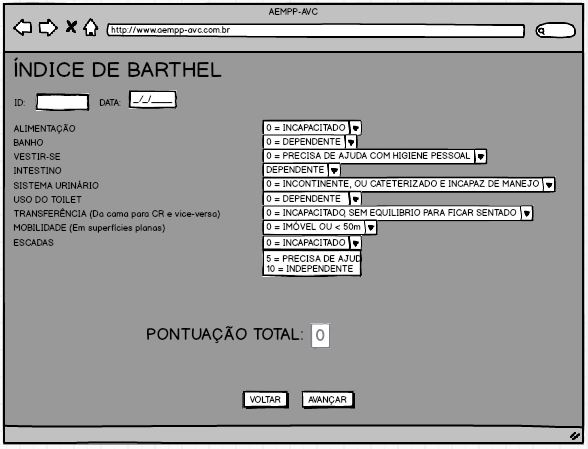 AEMPP-AVC
http://www.aempp-avc.com.br
ÍNDICE DE BARTHEL
ID: DATA: _/_/___
ALIMENTAÇÃO 0 = INCAPACITADO
BANHO 0 = DEPENDENTE
VESTIR-SE 0 = PRECISA DE AJUDA COM HIGIENE PESSOAL
INTESTINO DEPENDENTE
SISTEMA URINÁRIO 0 = INCONTINENTE, OU CATETERIZADO E INCAPAZ DE MANEJO
USO DO TOILET 0 = DEPENDENTE
TRANSFERÊNCIA (Da cama para CR e vice-versa) 0 = INCAPACITADO, SEM EQUILIBRIO PARA FICAR SENTADO
MOBILIDADE (Em superfícies planas) 0 = IMÓVEL OU < 50m
ESCADAS 0 = INCAPACITADO
5 = PRECISA DE AJUD
10 = INDEPENDENTE
PONTUAÇÃO TOTAL: 0
VOLTAR AVANÇAR